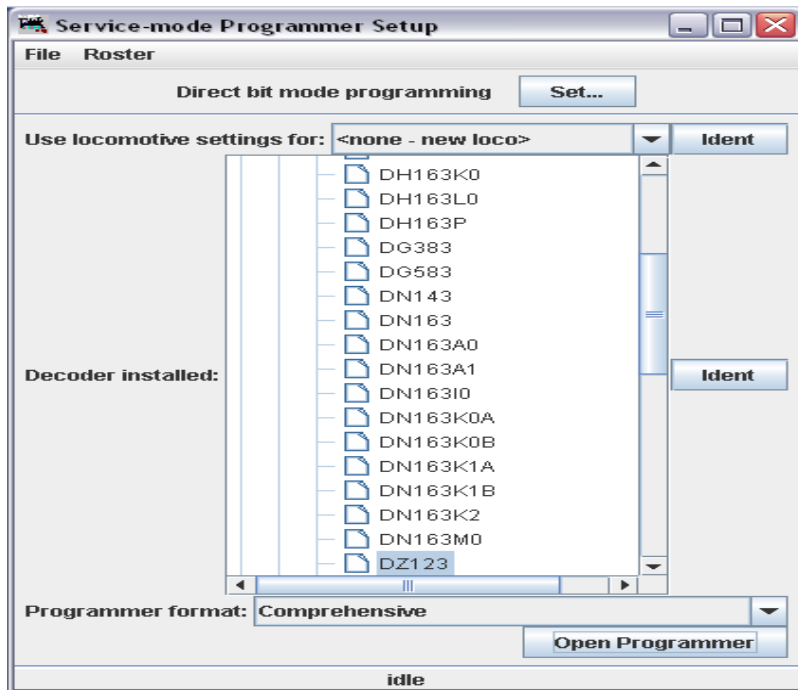 Service-mode Programmer Setup
File Roster
Direct bit mode programming Set...
Use locomotive settings for: <none - new loco> Ident
DH163K0
DH163L0
DH163P
DG383
DG583
DN143
DN163
DN163A0
DN163A1
Decoder installed: Ident
DN163I0
DN163K0A
DN163K0B
DN163K1A
DN163K1B
DN163K2
DN163M0
DZ123
Programmer format: Comprehensive
Open Programmer
idle